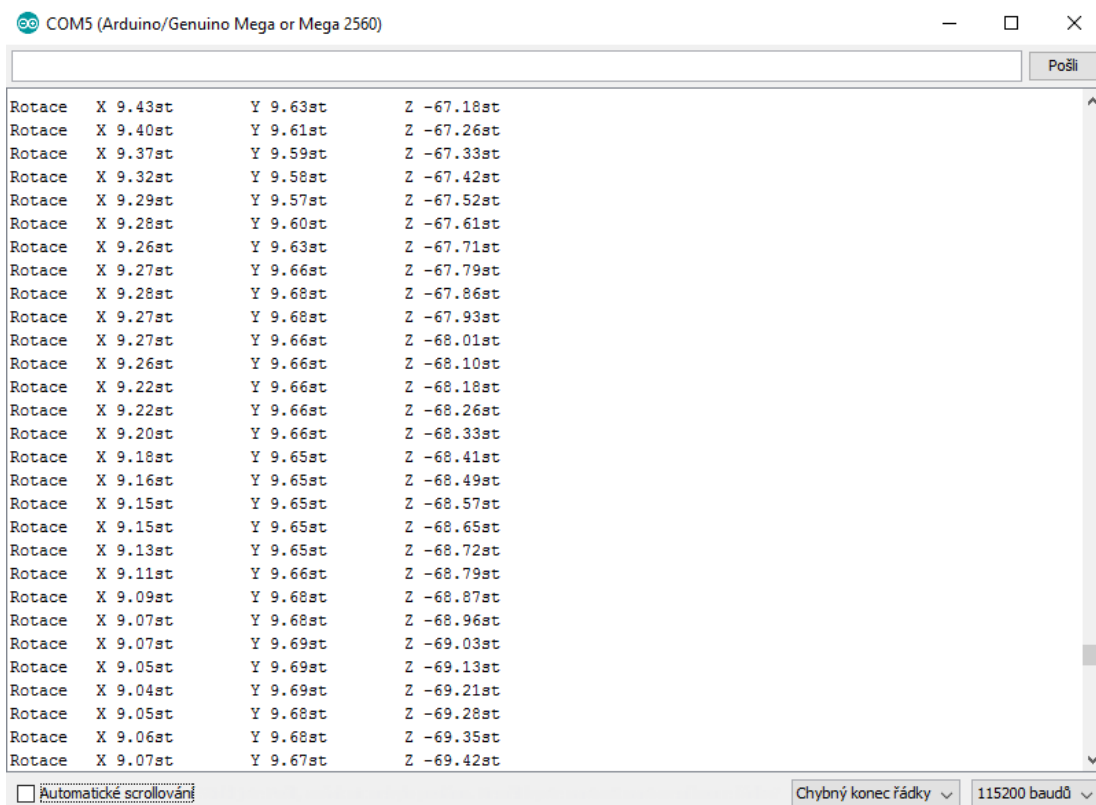 COM5 (Arduino/Genuino Mega or Mega 2560)
Pošli
Rotace X 9.43st Y 9.63st Z -67.18st
Rotace X 9.40st Y 9.61st Z -67.26st
Rotace X 9.37st Y 9.59st Z -67.33st
Rotace X 9.32st Y 9.58st Z -67.42st
Rotace X 9.29st Y 9.57st Z -67.52st
Rotace X 9.28st Y 9.60st Z -67.61st
Rotace X 9.26st Y 9.63st Z -67.71st
Rotace X 9.27st Y 9.66st Z -67.79st
Rotace X 9.28st Y 9.68st Z -67.86st
Rotace X 9.27st Y 9.68st Z -67.93st
Rotace X 9.27st Y 9.66st Z -68.01st
Rotace X 9.26st Y 9.66st Z -68.10st
Rotace X 9.22st Y 9.66st Z -68.18st
Rotace X 9.22st Y 9.66st Z -68.26st
Rotace X 9.20st Y 9.66st Z -68.33st
Rotace X 9.18st Y 9.65st Z -68.41st
Rotace X 9.16st Y 9.65st Z -68.49st
Rotace X 9.15st Y 9.65st Z -68.57st
Rotace X 9.15st Y 9.65st Z -68.65st
Rotace X 9.13st Y 9.65st Z -68.72st
Rotace X 9.11st Y 9.66st Z -68.79st
Rotace X 9.09st Y 9.68st Z -68.87st
Rotace X 9.07st Y 9.68st Z -68.96st
Rotace X 9.07st Y 9.69st Z -69.03st
Rotace X 9.05st Y 9.69st Z -69.13st
Rotace X 9.04st Y 9.69st Z -69.21st
Rotace X 9.05st Y 9.68st Z -69.28st
Rotace X 9.06st Y 9.68st Z -69.35st
Rotace X 9.07st Y 9.67st Z -69.42st
Automatické scrollování Chybný konec řádky 115200 baudů